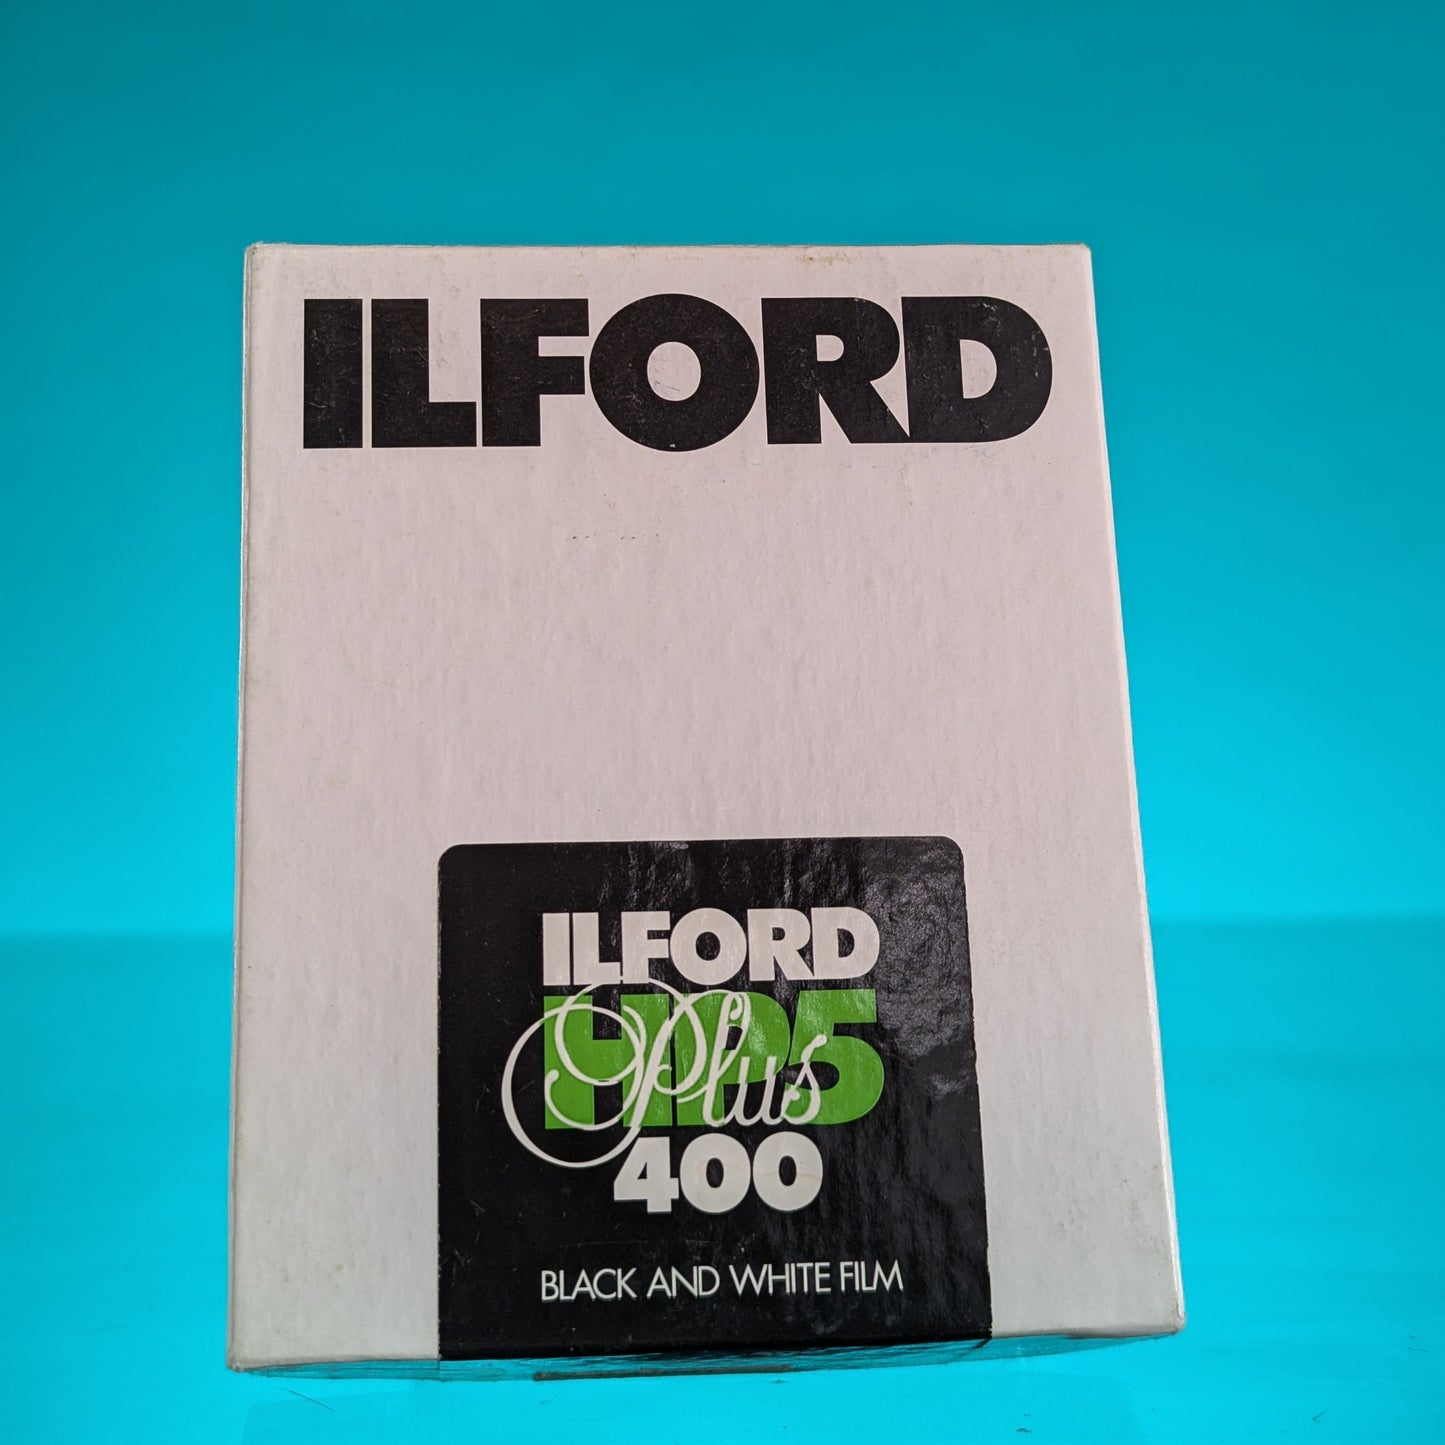 ILFORD
ILFORD
HP5
Plus
400
BLACK AND WHITE FILM